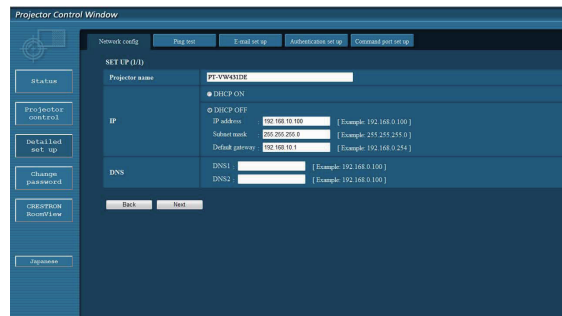 Projector Control Window
Network config Ping test E-mail set up Authentication set up Command port set up
SET UP (1/1)
Projector name PT-VW431DE
Status
DHCP ON
DHCP OFF
Projector control
IP
IP address : 192.168.10.100 [ Example: 192.168.0.100 ]
Subnet mask : 255.255.255.0 [ Example: 255.255.255.0 ]
Default gateway : 192.168.10.1 [ Example: 192.168.0.254 ]
Detailed set up
DNS
DNS1 : [ Example: 192.168.0.100 ]
DNS2 : [ Example: 192.168.0.100 ]
Change password
Back Next
CRESTRON RoomView
Japanese